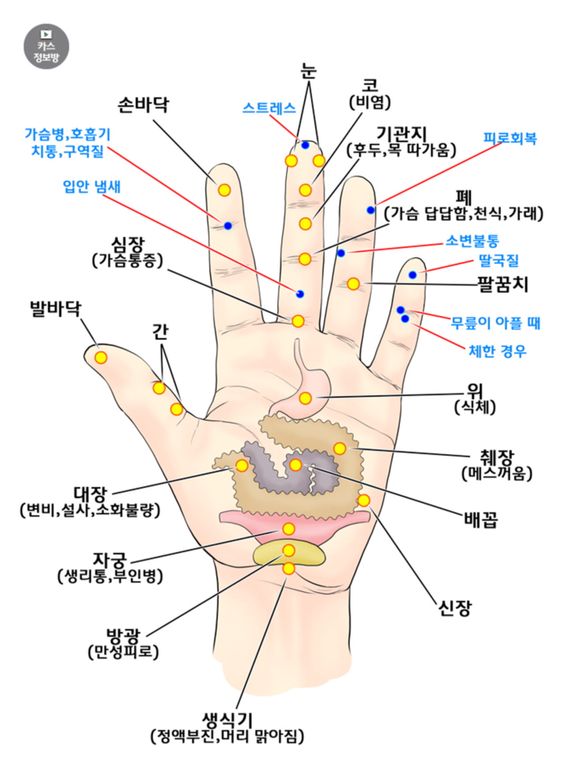 카스
정보방
눈
코
(비염)
손바닥
스트레스
기관지
(후두,목 따가움)
가슴병,호흡기
치통,구역질
피로회복
입안 냄새
폐
(가슴 답답함,천식,가래)
심장
(가슴통증)
소변불통
딸국질
팔꿈치
발바닥
간
무릎이 아플 때
체한 경우
위
(식체)
췌장
(메스꺼움)
대장
(변비,설사,소화불량)
배꼽
자궁
(생리통,부인병)
신장
방광
(만성피로)
생식기
(정액부진,머리 맑아짐)